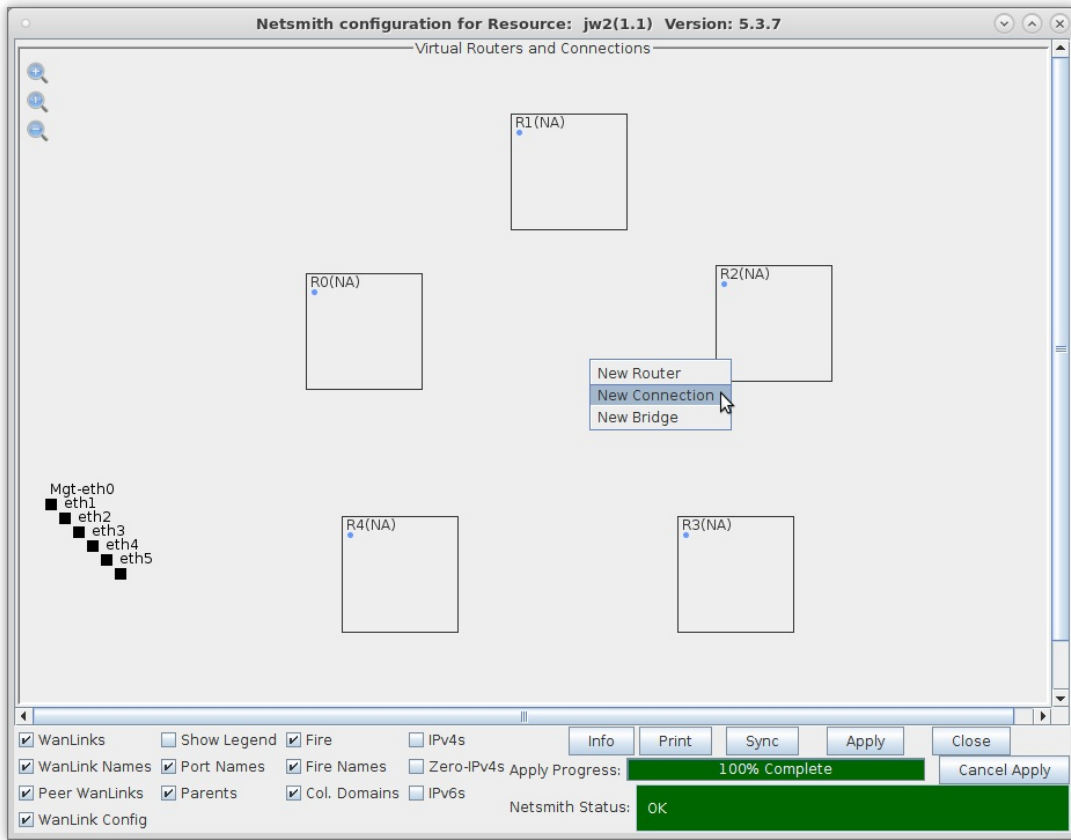 Netsmith configuration for Resource: jw2(1.1) Version: 5.3.7
Virtual Routers and Connections
R1(NA)
R0(NA)
R2(NA)
New Router
New Connection
New Bridge
Mgt-eth0
eth1
eth2
eth3
eth4
eth5
R4(NA)
R3(NA)
WanLinks Show Legend Fire IPv4s Info Print Sync Apply Close
WanLink Names Port Names Fire Names Zero-IPv4s Apply Progress: 100% Complete Cancel Apply
Peer WanLinks Parents Col. Domains IPv6s Netsmith Status: OK
WanLink Config